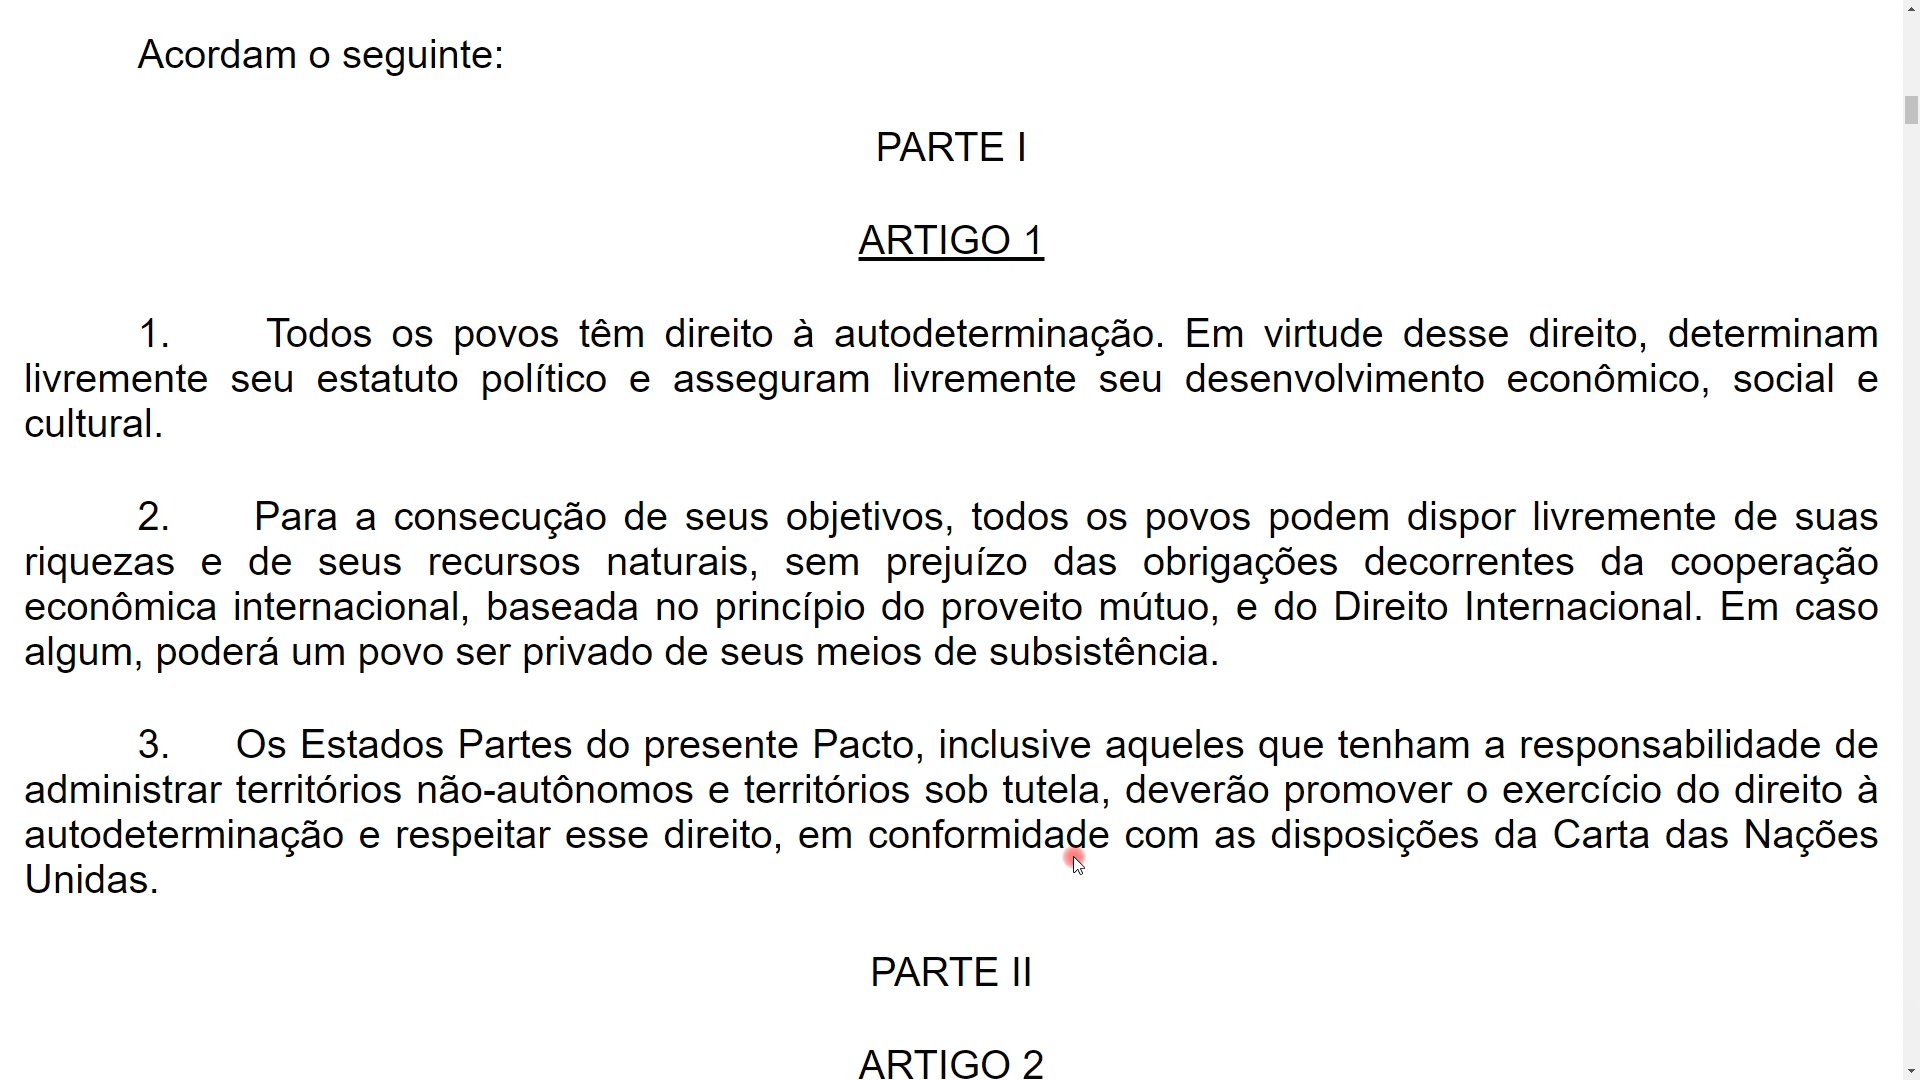 Acordam o seguinte:
PARTE I
ARTIGO 1
1. Todos os povos têm direito à autodeterminação. Em virtude desse direito, determinam
livremente seu estatuto político e asseguram livremente seu desenvolvimento econômico, social e
cultural.
2. Para a consecução de seus objetivos, todos os povos podem dispor livremente de suas
riquezas e de seus recursos naturais, sem prejuízo das obrigações decorrentes da cooperação
econômica internacional, baseada no princípio do proveito mútuo, e do Direito Internacional. Em caso
algum, poderá um povo ser privado de seus meios de subsistência.
3. Os Estados Partes do presente Pacto, inclusive aqueles que tenham a responsabilidade de
administrar territórios não-autônomos e territórios sob tutela, deverão promover o exercício do direito à
autodeterminação e respeitar esse direito, em conformidade com as disposições da Carta das Nações
Unidas.
PARTE II
ARTIGO 2